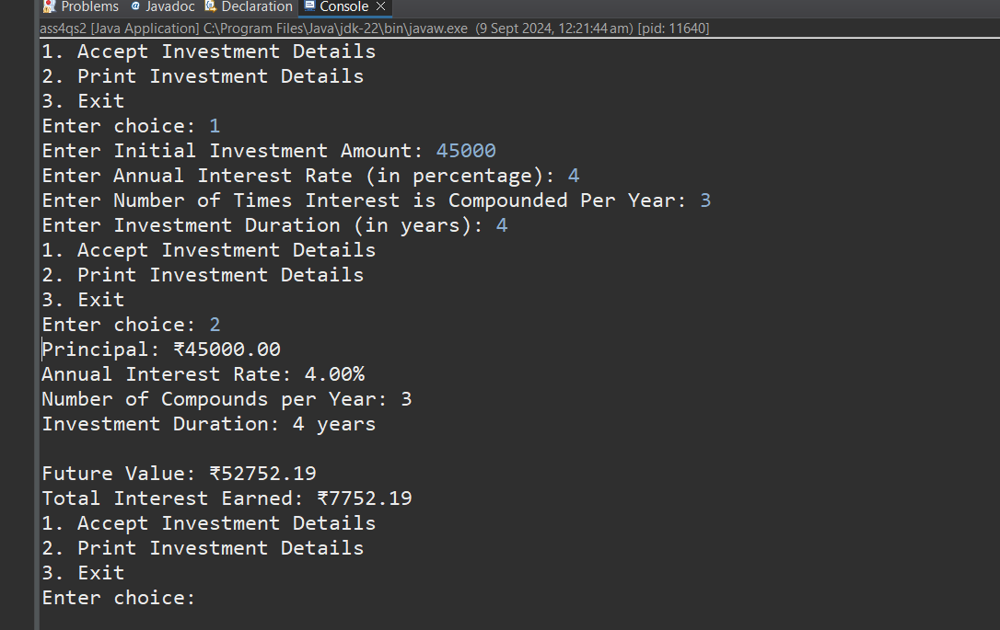 Problems @ Javadoc Declaration Console
ass4qs2 [Java Application] C:\Program Files\Java\jdk-22\bin\javaw.exe (9 Sept 2024, 12:21:44 am) [pid: 11640]
1. Accept Investment Details
2. Print Investment Details
3. Exit
Enter choice: 1
Enter Initial Investment Amount: 45000
Enter Annual Interest Rate (in percentage): 4
Enter Number of Times Interest is Compounded Per Year: 3
Enter Investment Duration (in years): 4
1. Accept Investment Details
2. Print Investment Details
3. Exit
Enter choice: 2
Principal: ₹45000.00
Annual Interest Rate: 4.00%
Number of Compounds per Year: 3
Investment Duration: 4 years
Future Value: ₹52752.19
Total Interest Earned: ₹7752.19
1. Accept Investment Details
2. Print Investment Details
3. Exit
Enter choice: